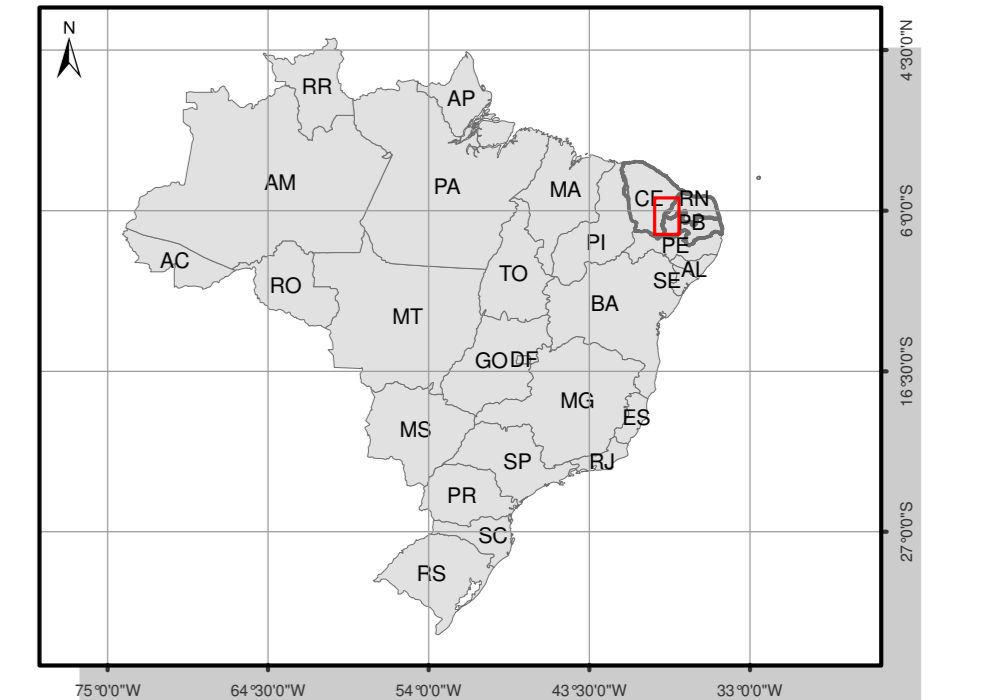 N
4°30'0"N
RR
AP
AM
PA
MA
CE
RN
6°0'0"S
PB
PI
PE
AC
TO
AL
RO
SE
BA
MT
GO
DF
16°30'0"S
MG
ES
MS
SP
RJ
PR
27°0'0"S
SC
RS
75°0'0"W 64°30'0"W 54°0'0"W 43°30'0"W 33°0'0"W